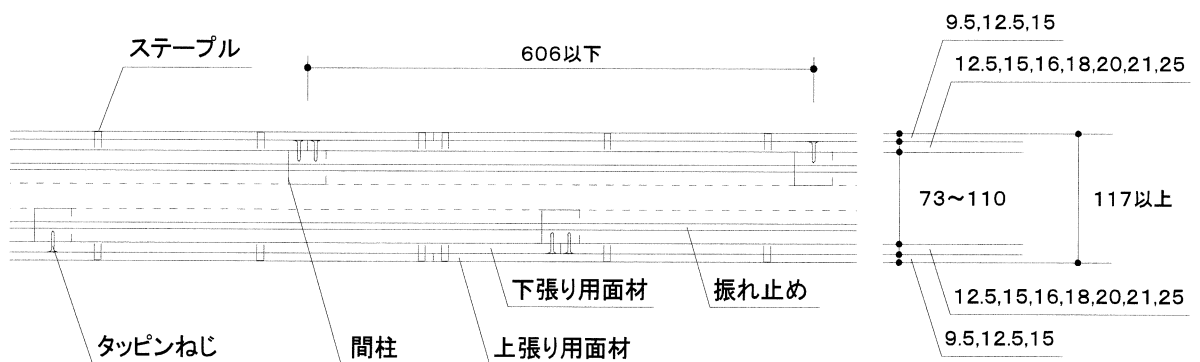 ステープル
606以下
9.5,12.5,15
12.5,15,16,18,20,21,25
73～110
117以上
下張り用面材
振れ止め
12.5,15,16,18,20,21,25
タッピンねじ
間柱
上張り用面材
9.5,12.5,15